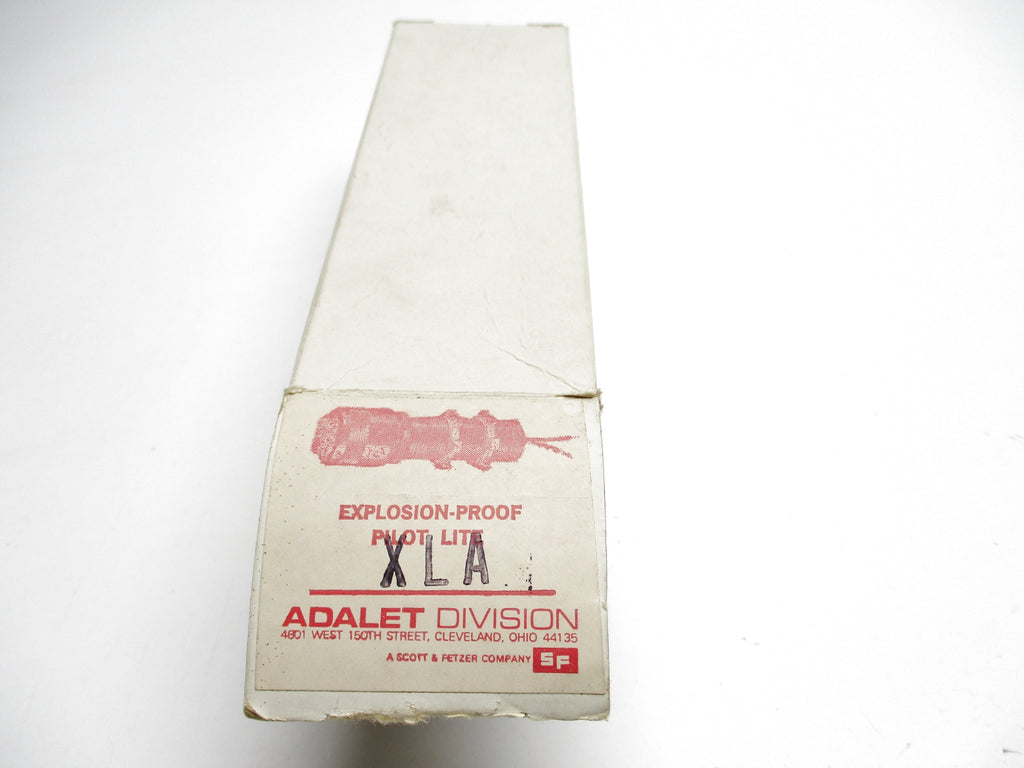 EXPLOSION-PROOF
PILOT LITE
XLA
ADALET DIVISION
4801 WEST 150TH STREET, CLEVELAND, OHIO 44135
A SCOTT & FETZER COMPANY SF